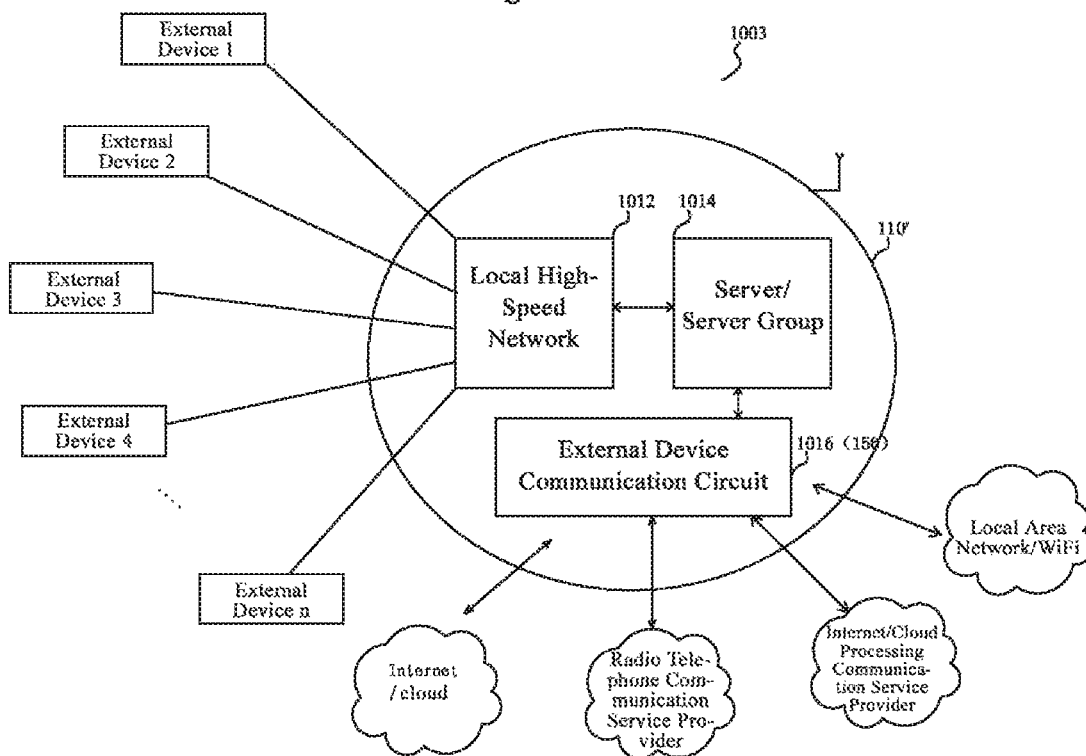 External
Device 1
1003
External
Device 2
1012
1014
110'
Local High-
Speed
Network
Server/
Server Group
External
Device 3
External
Device 4
External Device
Communication Circuit
1016 (150)
.....
Local Area
Network/WiFi
External
Device n
Internet
/cloud
Radio Tele-
phone Com-
munication
Service Pro-
vider
Internet/Cloud
Processing
Communica-
tion Service
Provider